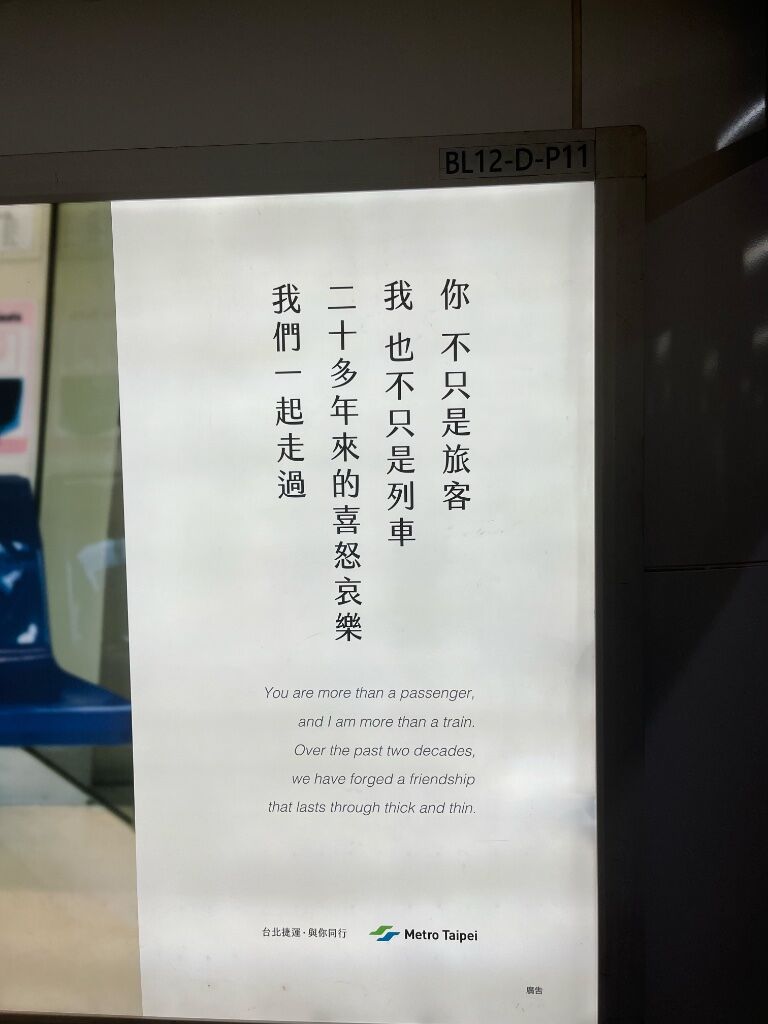 BL12-D-P11
你 不只是旅客
我 也不只是列車
二十多年來的喜怒哀樂
我們一起走過
You are more than a passenger,
and I am more than a train.
Over the past two decades,
we have forged a friendship
that lasts through thick and thin.
台北捷運·與你同行
Metro Taipei
廣告